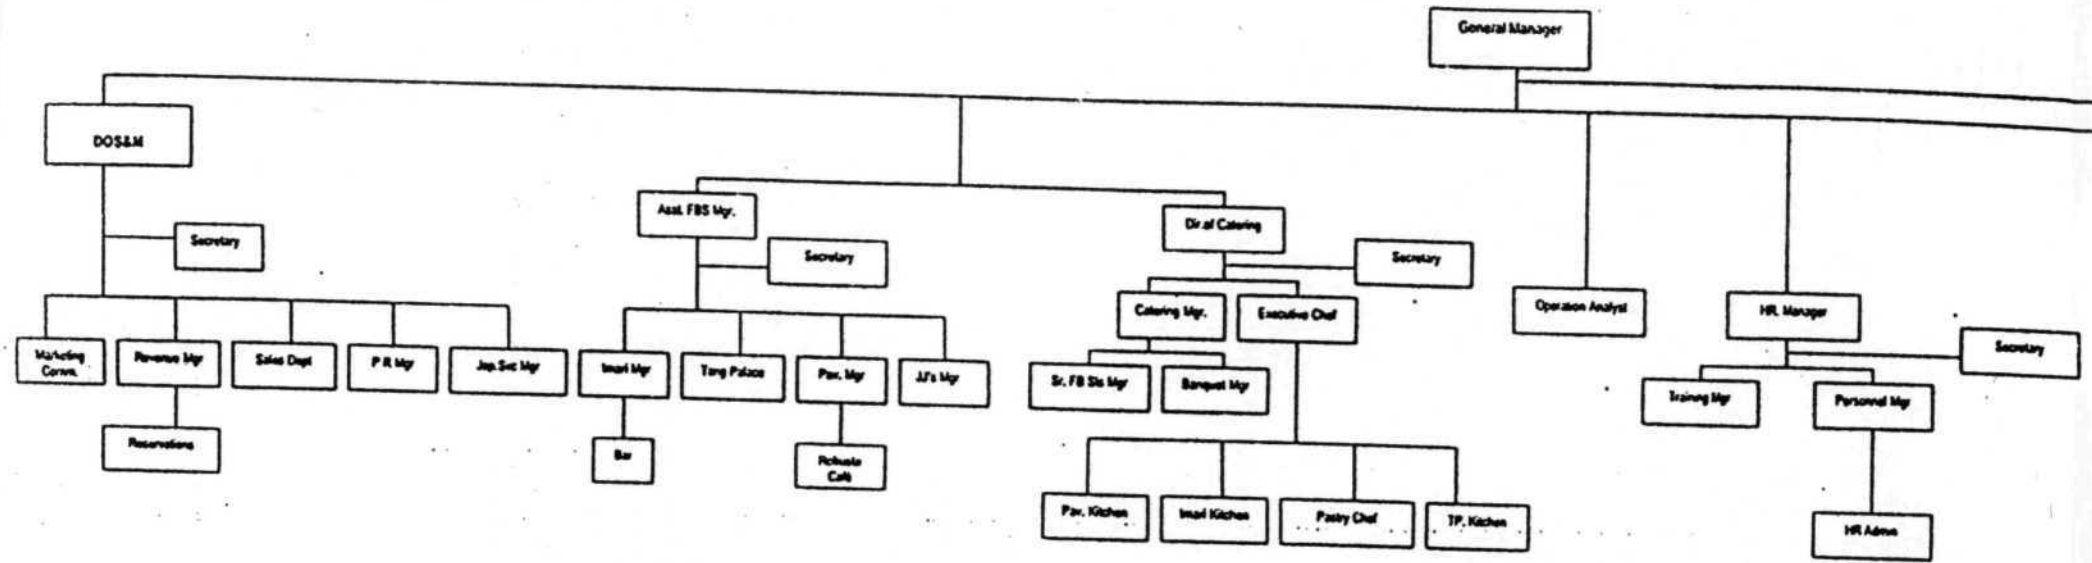 General Manager
DOS&M
Asst. FBS Mgr.
Dir.of Catering
Secretary
Secretary
Secretary
Catering Mgr.
Executive Chef
Operation Analyst
HR. Manager
Secretary
Marketing
Comm.
Revenue Mgr
Sales Dept
P R Mgr
Jap.Sec Mgr
Imari Mgr
Tang Palace
Pav. Mgr
JJ's Mgr
Sr. FB Sls Mgr
Banquet Mgr
Training Mgr
Personnel Mgr
Reservations
Bar
Robusta
Café
Pav. Kitchen
Imari Kitchen
Pastry Chef
TP. Kitchen
HR Admin